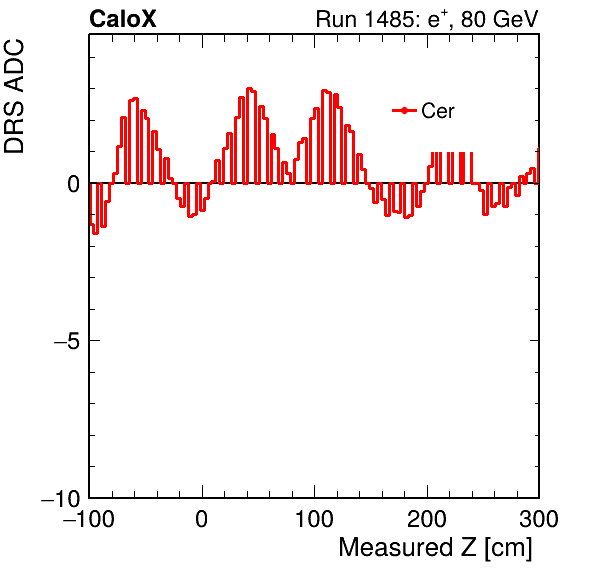 CaloX Run 1485: e+, 80 GeV
DRS ADC
Cer
0
−5
−10
−100 0 100 200 300
Measured Z [cm]